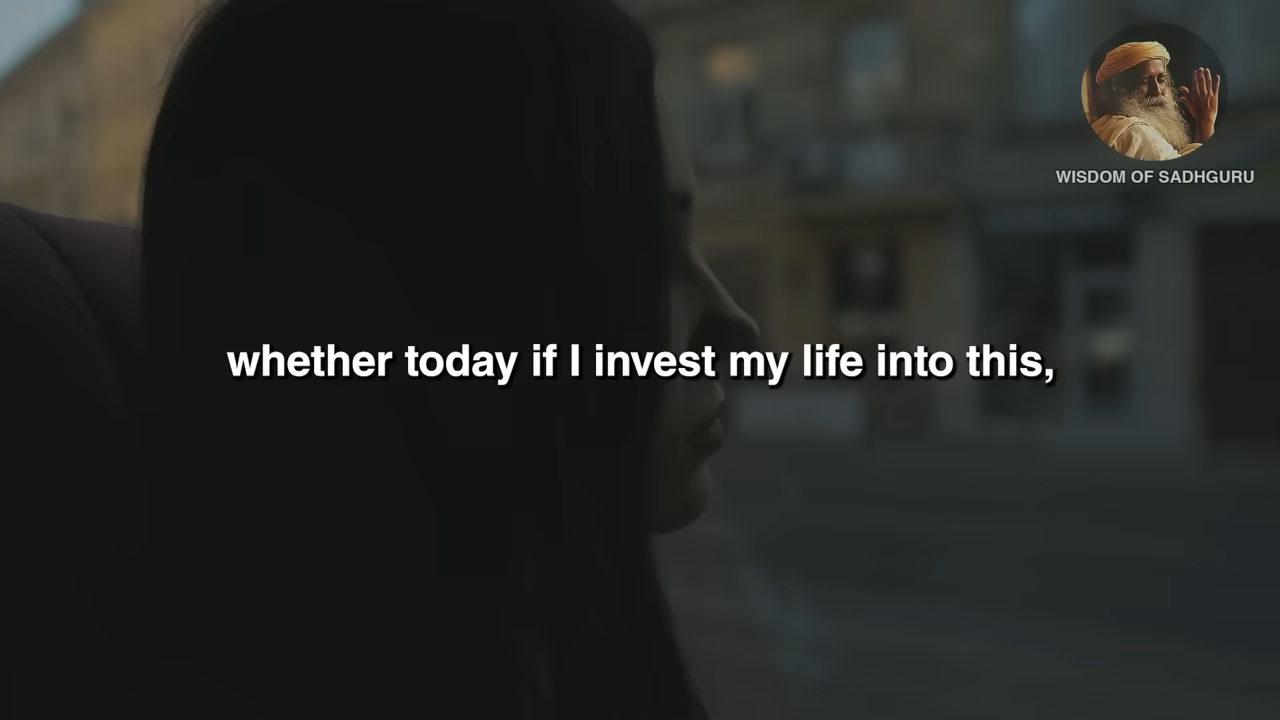 WISDOM OF SADHGURU
whether today if I invest my life into this,